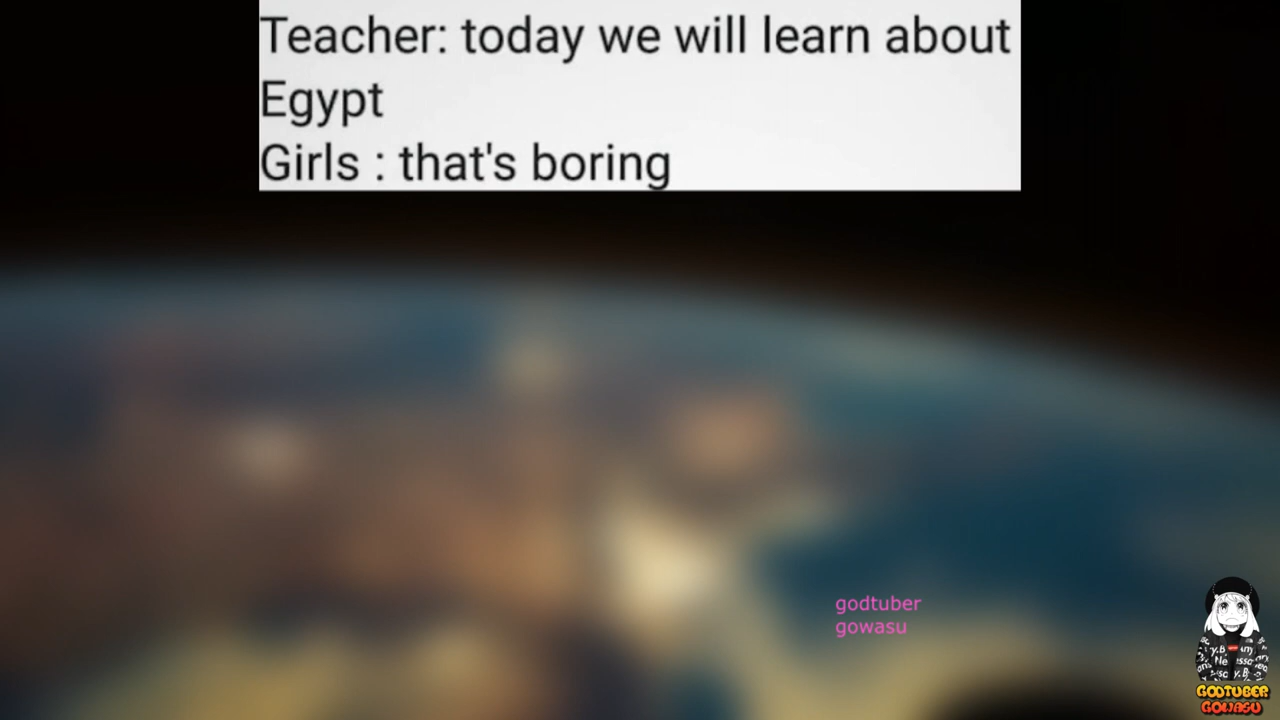 Teacher: today we will learn about
Egypt
Girls : that's boring
godtuber
gowasu
GODTUBER
GOWASU